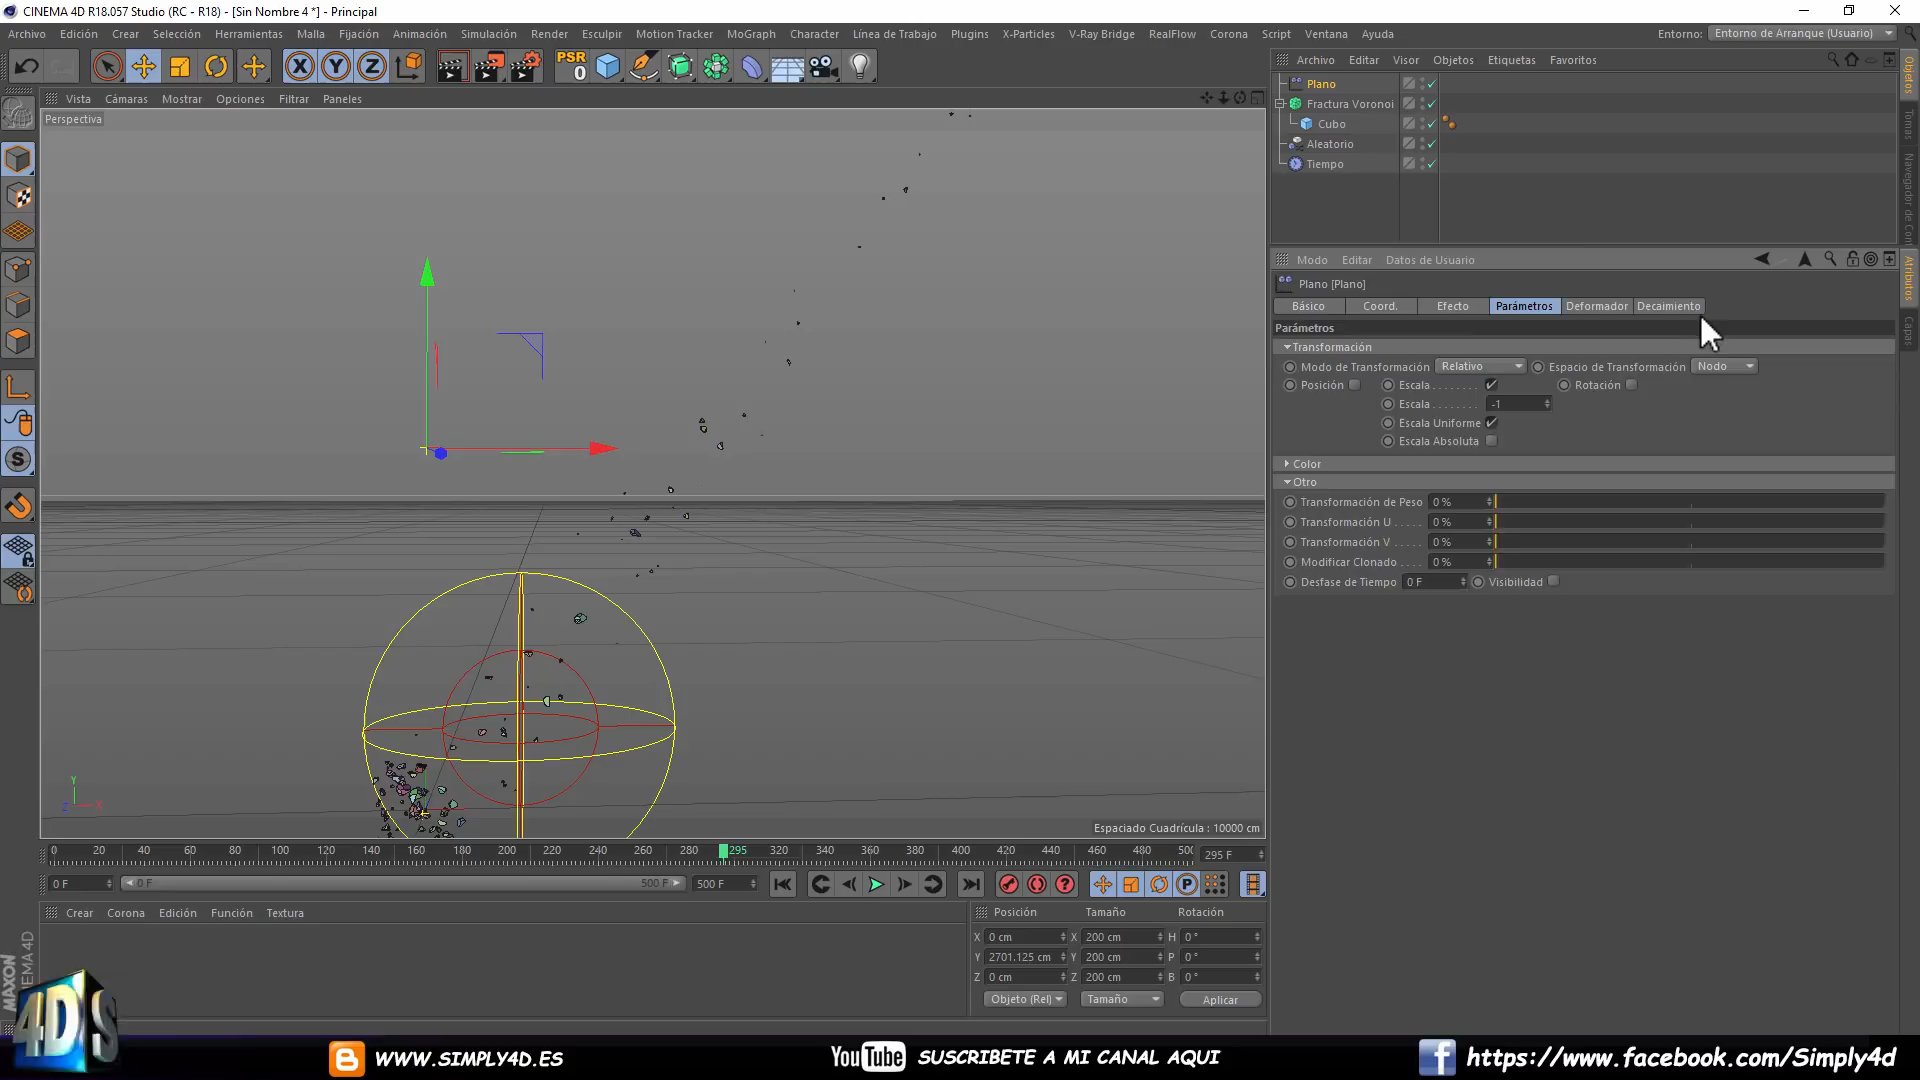 CINEMA 4D R18.057 Studio (RC - R18) - [Sin Nombre 4 *] - Principal
Archivo Edición Crear Selección Herramientas Malla Fijación Animación Simulación Render Esculpir Motion Tracker MoGraph Character Línea de Trabajo Plugins X-Particles V-Ray Bridge RealFlow Corona Script Ventana Ayuda Entorno: Entorno de Arranque (Usuario)
X Y Z PSR 0
Archivo Editar Visor Objetos Etiquetas Favoritos
Vista Cámaras Mostrar Opciones Filtrar Paneles
Perspectiva
Plano
Fractura Voronoi
Cubo
Aleatorio
Tiempo
Objetos
Tomas
Atributos
Capas
Modo Editar Datos de Usuario
Plano [Plano]
Básico Coord. Efecto Parámetros Deformador Decaimiento
Parámetros
Transformación
Modo de Transformación Relativo Espacio de Transformación Nodo
Posición Escala . . . . . . . . Rotación
Escala . . . . . . . . -1
Escala Uniforme
Escala Absoluta
Color
Otro
Transformación de Peso 0 %
Transformación U . . . . . 0 %
Transformación V . . . . . 0 %
Modificar Clonado . . . . 0 %
Desfase de Tiempo 0 F Visibilidad
S
Y
Z X
Espaciado Cuadrícula : 10000 cm
0 20 40 60 80 100 120 140 160 180 200 220 240 260 280 295 320 340 360 380 400 420 440 460 480 500 295 F
0 F 0 F 500 F 500 F P
Crear Corona Edición Función Textura
Posición Tamaño Rotación
X 0 cm X 200 cm H 0 °
Y 2701.125 cm Y 200 cm P 0 °
Z 0 cm Z 200 cm B 0 °
Objeto (Rel) Tamaño Aplicar
MAXON
CINEMA 4D
4D S
WWW.SIMPLY4D.ES YouTube SUSCRIBETE A MI CANAL AQUI f https://www.facebook.com/Simply4d